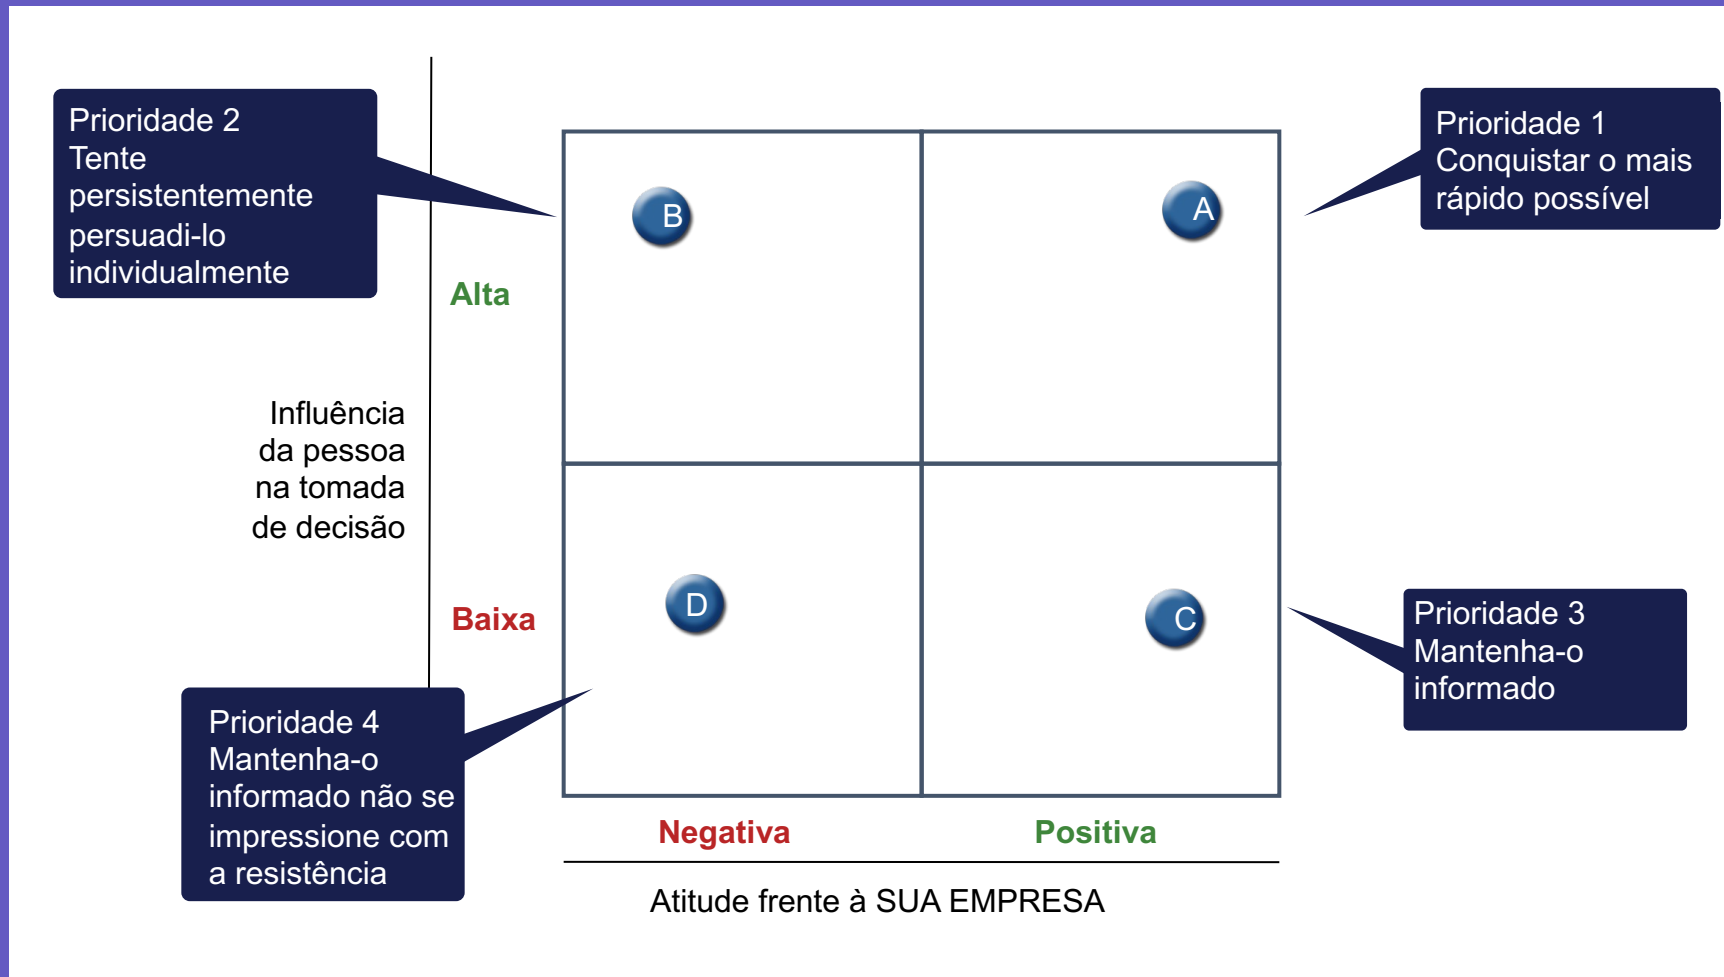 Prioridade 2
Tente
persistentemente
persuadi-lo
individualmente
Prioridade 1
Conquistar o mais
rápido possível
B
A
Alta
Influência
da pessoa
na tomada
de decisão
Baixa
D
C
Prioridade 3
Mantenha-o
informado
Prioridade 4
Mantenha-o
informado não se
impressione com
a resistência
Negativa
Positiva
Atitude frente à SUA EMPRESA